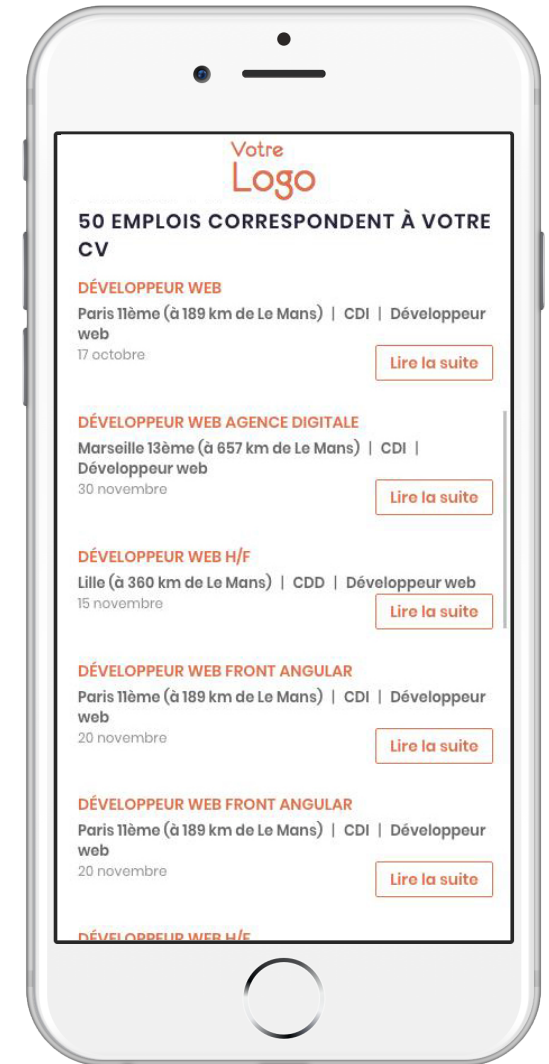 Votre
Logo
50 EMPLOIS CORRESPONDENT À VOTRE
CV
DÉVELOPPEUR WEB
Paris 11ème (à 189 km de Le Mans) | CDI | Développeur
web
17 octobre
Lire la suite
DÉVELOPPEUR WEB AGENCE DIGITALE
Marseille 13ème (à 657 km de Le Mans) | CDI |
Développeur web
30 novembre
Lire la suite
DÉVELOPPEUR WEB H/F
Lille (à 360 km de Le Mans) | CDD | Développeur web
15 novembre
Lire la suite
DÉVELOPPEUR WEB FRONT ANGULAR
Paris 11ème (à 189 km de Le Mans) | CDI | Développeur
web
20 novembre
Lire la suite
DÉVELOPPEUR WEB FRONT ANGULAR
Paris 11ème (à 189 km de Le Mans) | CDI | Développeur
web
20 novembre
Lire la suite
DÉVELOPPEUR WEB H/F